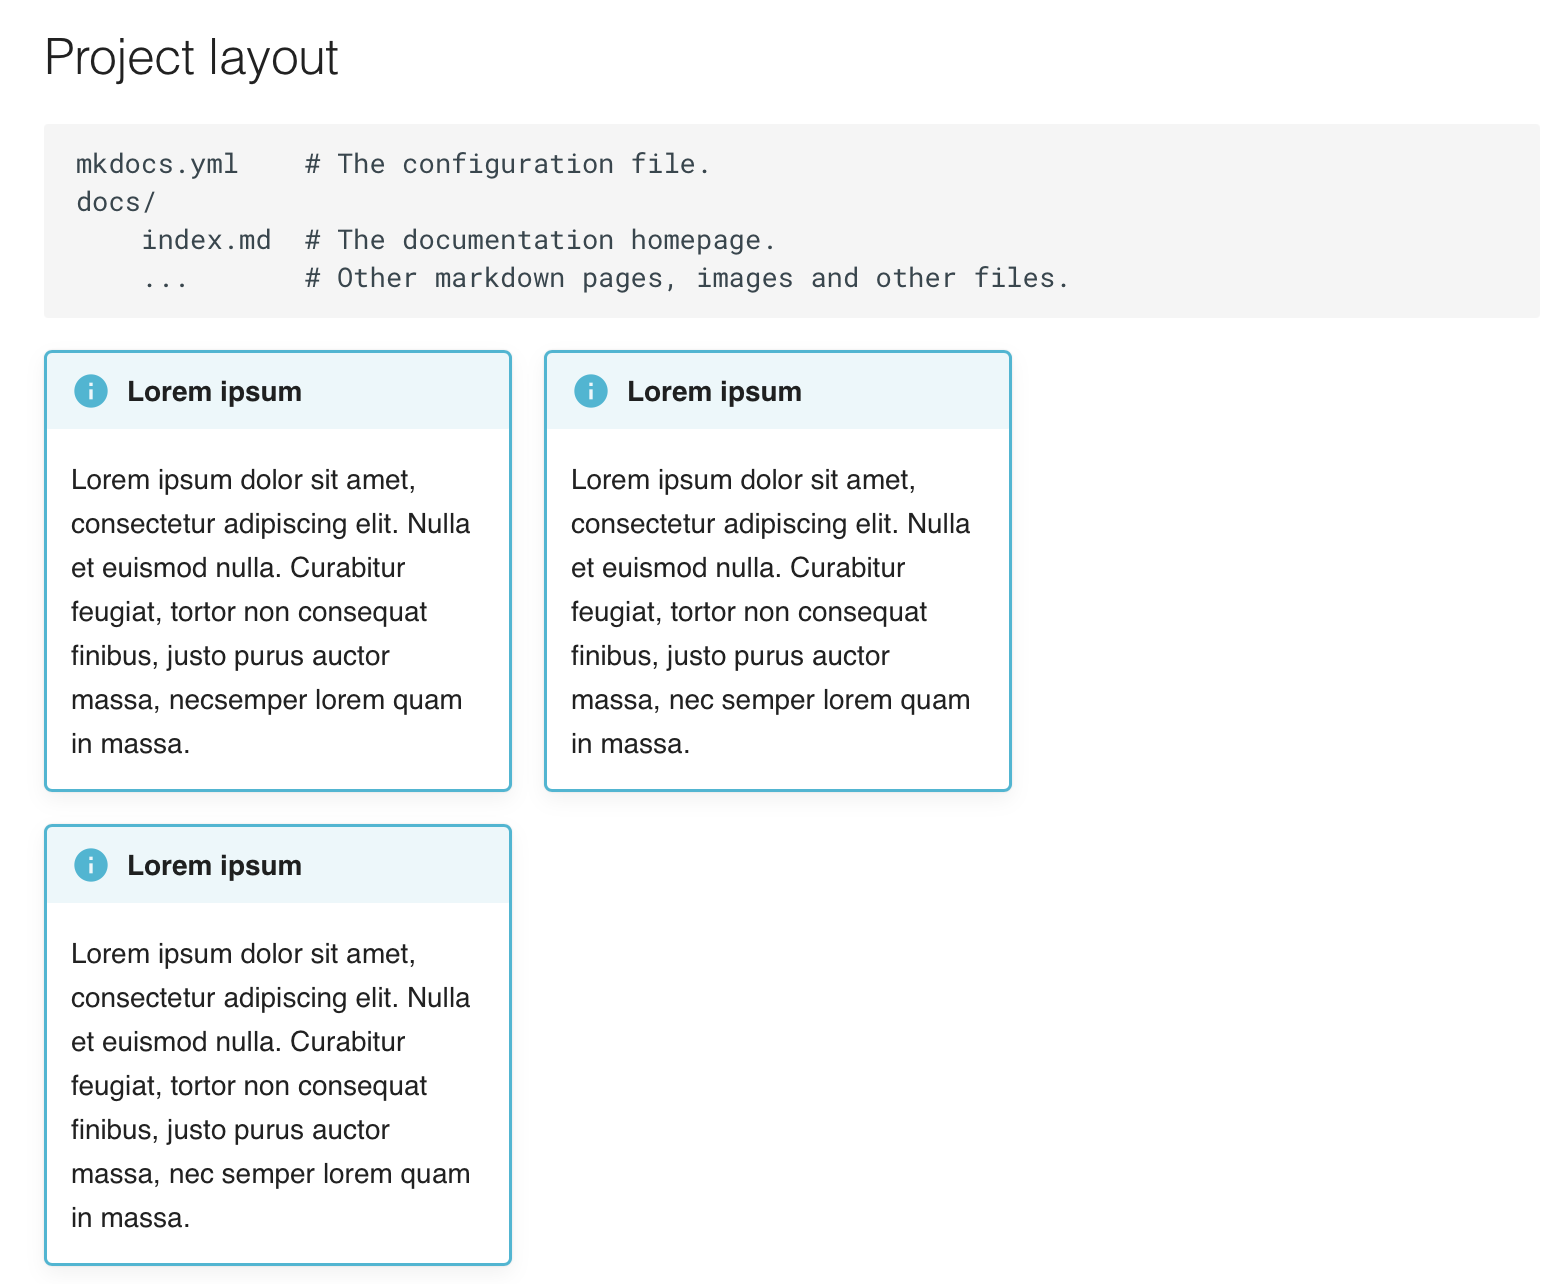 Project layout
mkdocs.yml    # The configuration file.
docs/
    index.md  # The documentation homepage.
    ...       # Other markdown pages, images and other files.
Lorem ipsum
Lorem ipsum dolor sit amet,
consectetur adipiscing elit. Nulla
et euismod nulla. Curabitur
feugiat, tortor non consequat
finibus, justo purus auctor
massa, necsemper lorem quam
in massa.
Lorem ipsum
Lorem ipsum dolor sit amet,
consectetur adipiscing elit. Nulla
et euismod nulla. Curabitur
feugiat, tortor non consequat
finibus, justo purus auctor
massa, nec semper lorem quam
in massa.
Lorem ipsum
Lorem ipsum dolor sit amet,
consectetur adipiscing elit. Nulla
et euismod nulla. Curabitur
feugiat, tortor non consequat
finibus, justo purus auctor
massa, nec semper lorem quam
in massa.